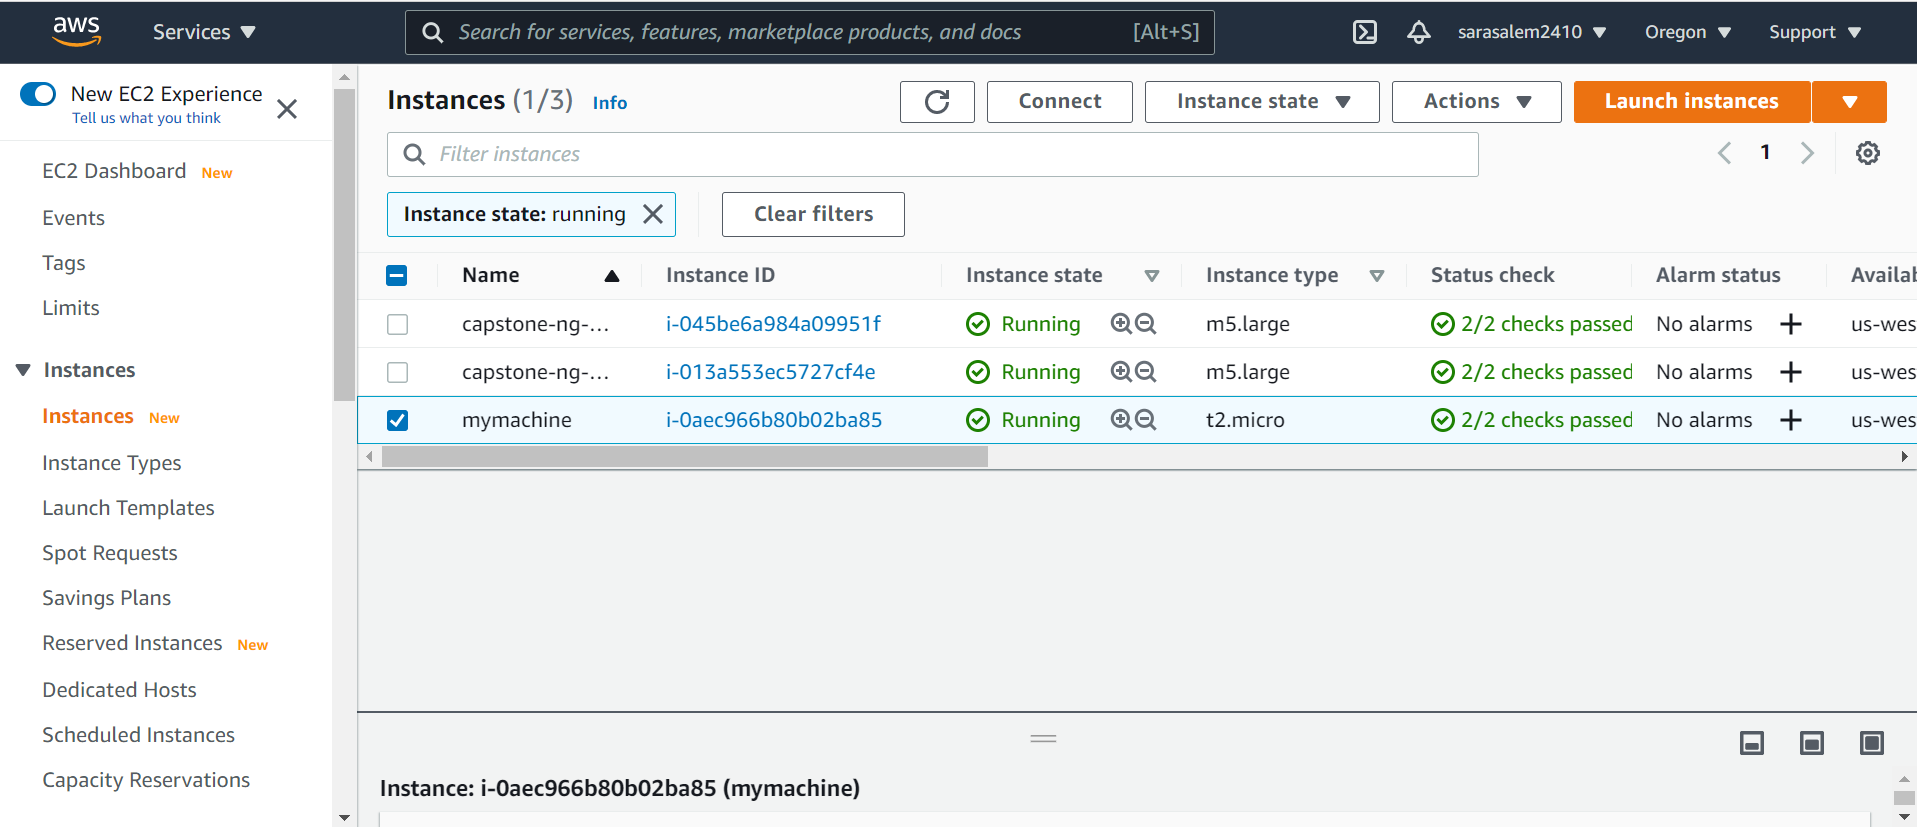 aws
Services
Search for services, features, marketplace products, and docs [Alt+S]
sarasalem2410
Oregon
Support
New EC2 Experience
Tell us what you think
EC2 Dashboard New
Events
Tags
Limits
Instances
Instances New
Instance Types
Launch Templates
Spot Requests
Savings Plans
Reserved Instances New
Dedicated Hosts
Scheduled Instances
Capacity Reservations
Instances (1/3) Info
Connect
Instance state
Actions
Launch instances
Filter instances
1
Instance state: running
Clear filters
Name Instance ID Instance state Instance type Status check Alarm status Availab
capstone-ng-... i-045be6a984a09951f Running m5.large 2/2 checks passed No alarms us-wes
capstone-ng-... i-013a553ec5727cf4e Running m5.large 2/2 checks passed No alarms us-wes
mymachine i-0aec966b80b02ba85 Running t2.micro 2/2 checks passed No alarms us-wes
Instance: i-0aec966b80b02ba85 (mymachine)